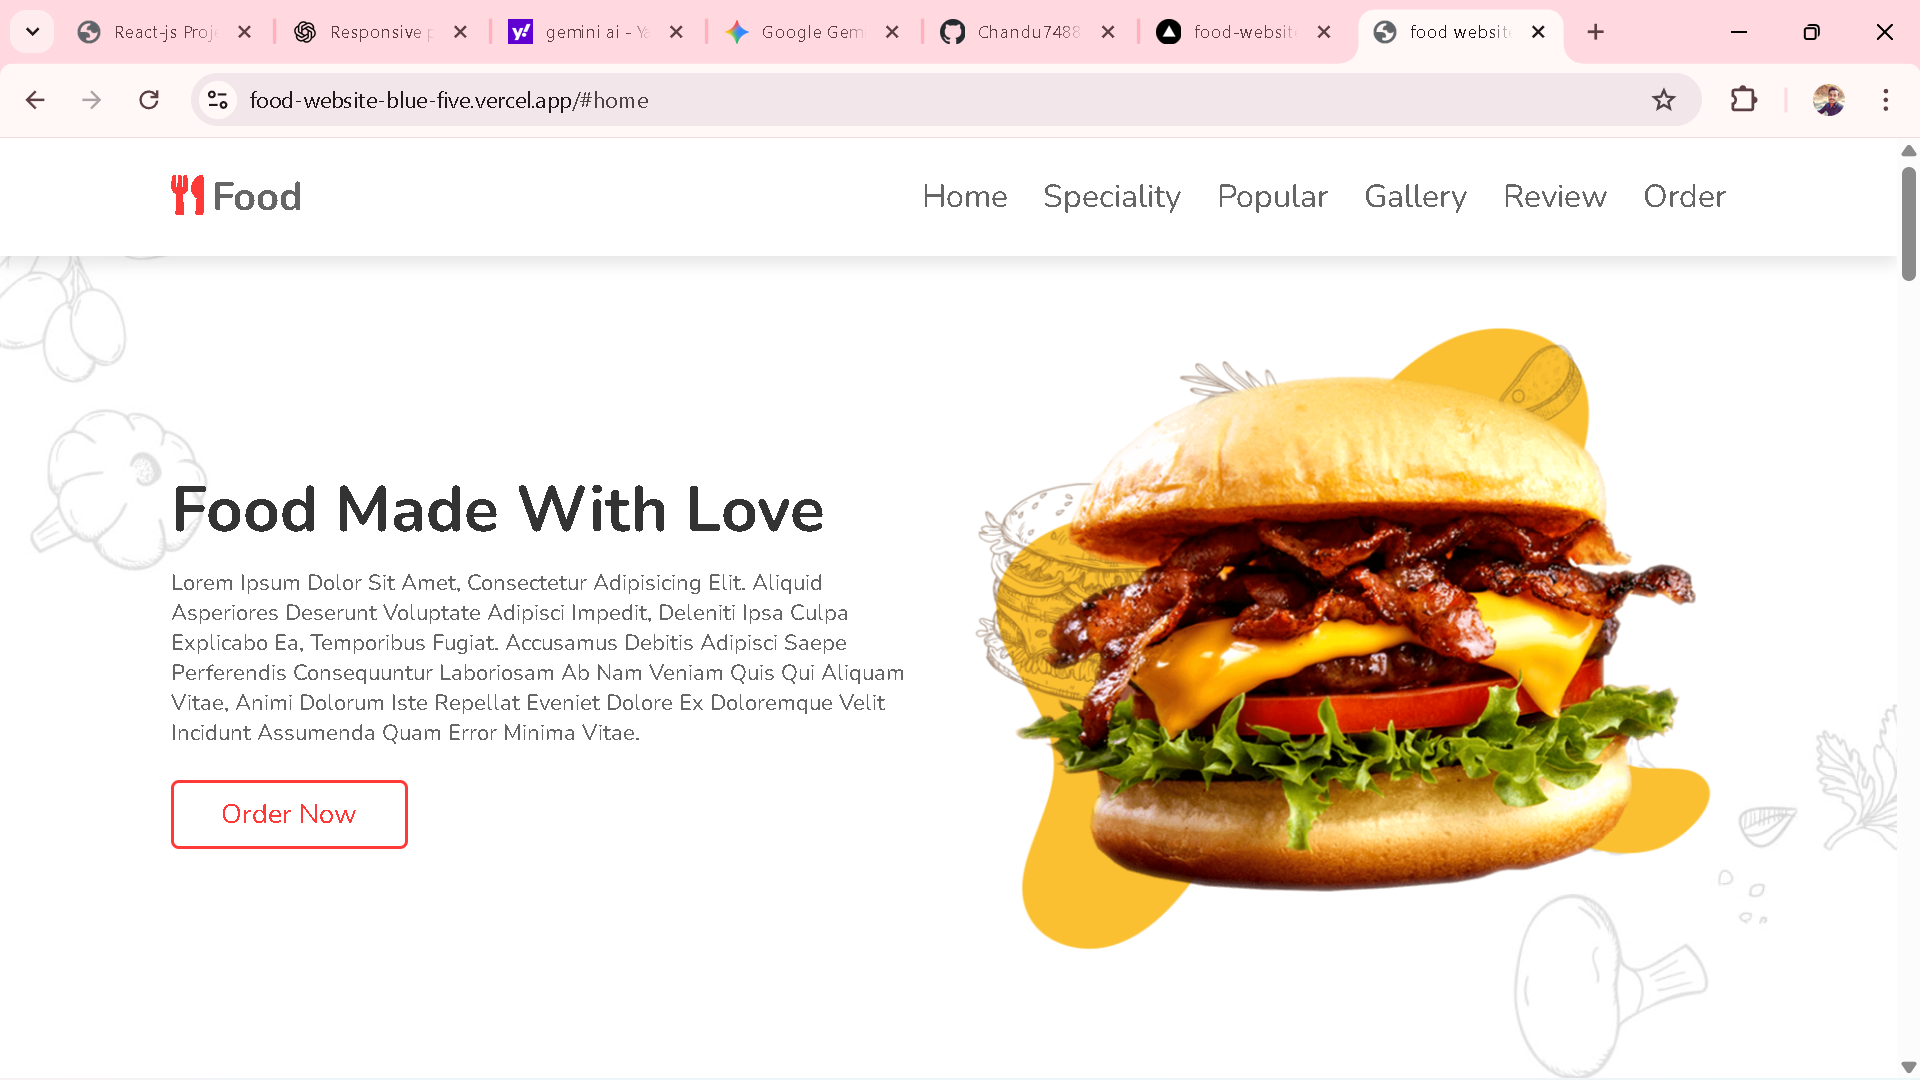 React-js Proj
Responsive p
gemini ai - Ya
Google Gem
Chandu7488
food-websit
food websit
food-website-blue-five.vercel.app/#home
Food
Home Speciality Popular Gallery Review Order
Food Made With Love
Lorem Ipsum Dolor Sit Amet, Consectetur Adipisicing Elit. Aliquid
Asperiores Deserunt Voluptate Adipisci Impedit, Deleniti Ipsa Culpa
Explicabo Ea, Temporibus Fugiat. Accusamus Debitis Adipisci Saepe
Perferendis Consequuntur Laboriosam Ab Nam Veniam Quis Qui Aliquam
Vitae, Animi Dolorum Iste Repellat Eveniet Dolore Ex Doloremque Velit
Incidunt Assumenda Quam Error Minima Vitae.
Order Now